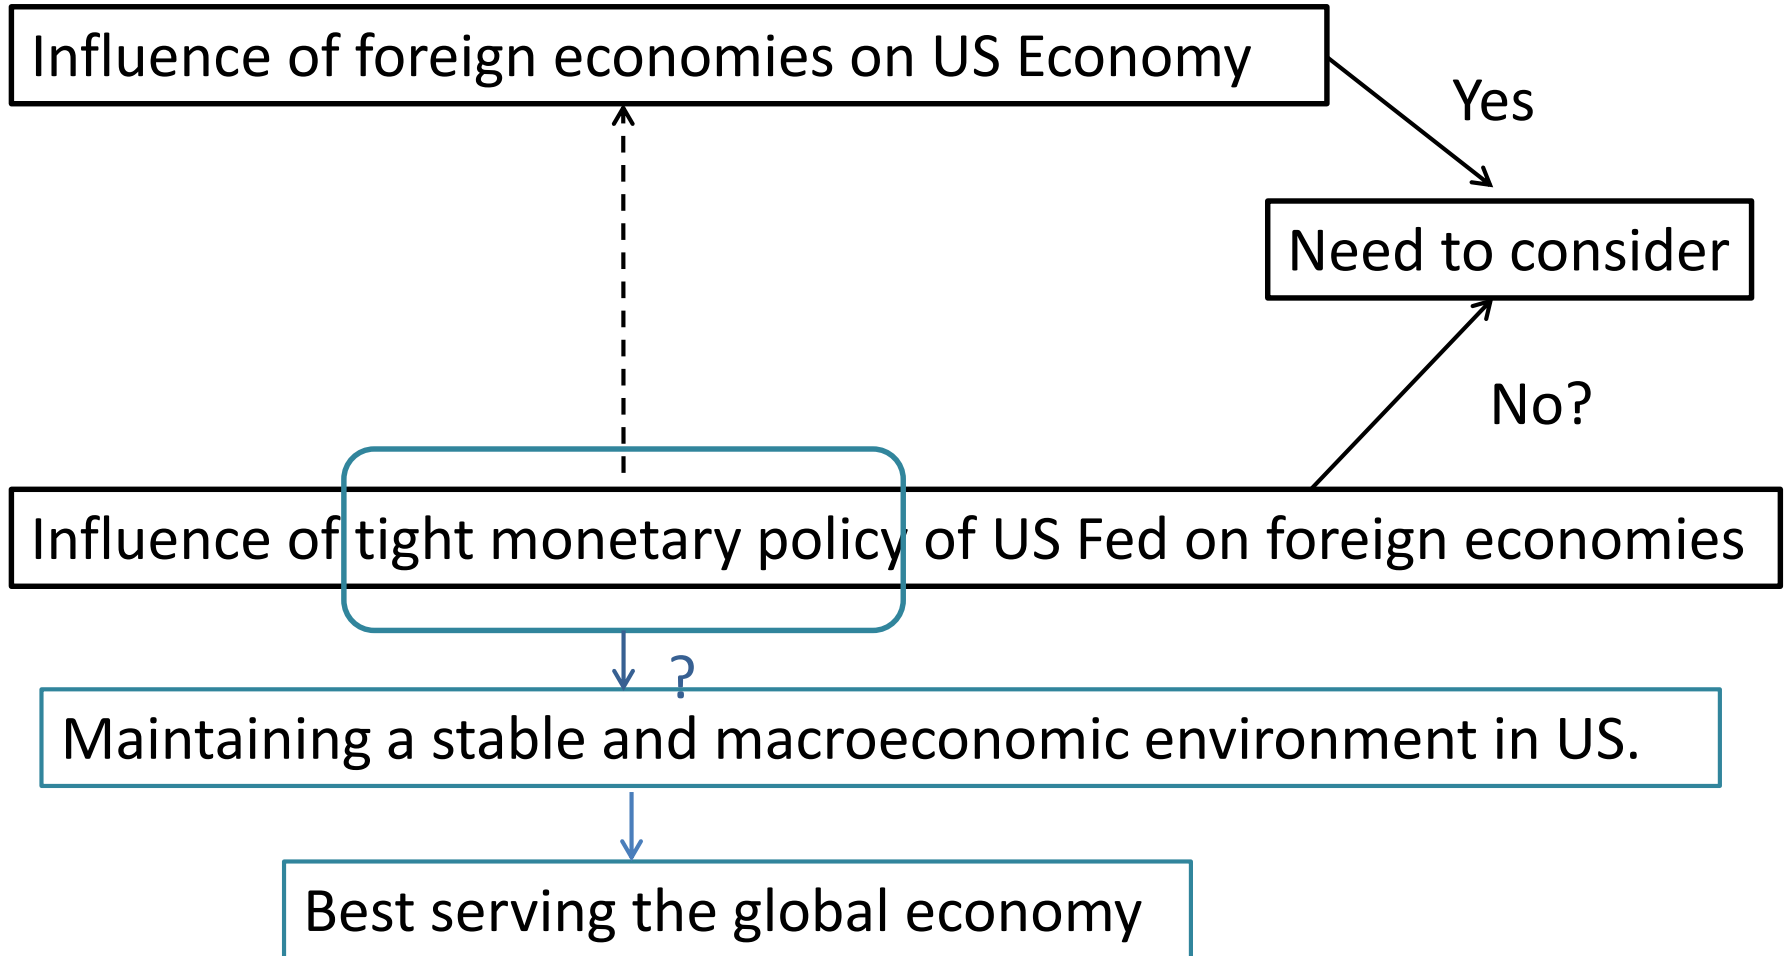 Influence of foreign economies on US Economy
Yes
Need to consider
No?
Influence of tight monetary policy of US Fed on foreign economies
?
Maintaining a stable and macroeconomic environment in US.
Best serving the global economy